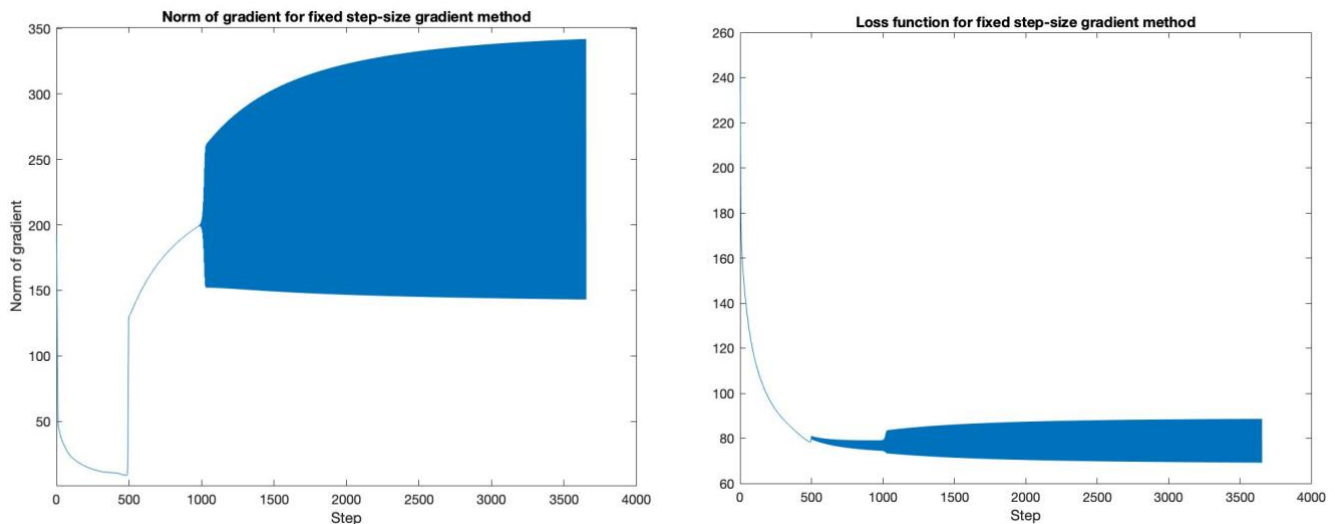 Norm of gradient for fixed step-size gradient method
350
300
250
200
150
100
50
Norm of gradient
0 500 1000 1500 2000 2500 3000 3500 4000
Step
Loss function for fixed step-size gradient method
260
240
220
200
180
160
140
120
100
80
60
0 500 1000 1500 2000 2500 3000 3500 4000
Step